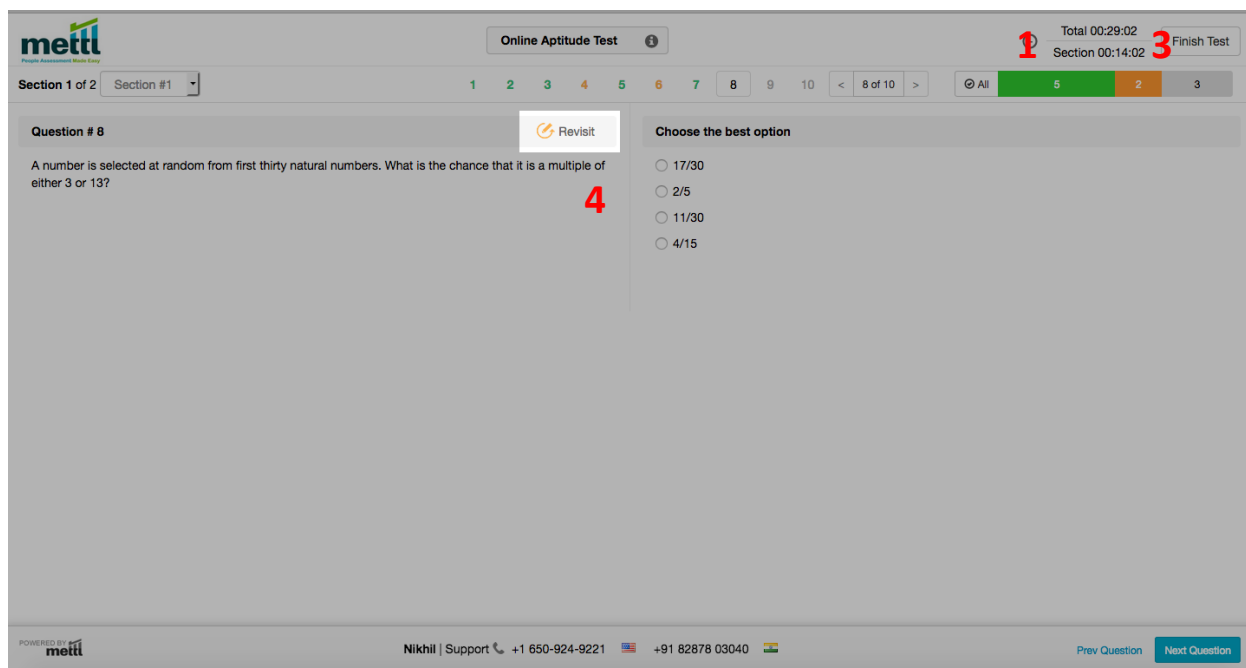 mettl
People Assessment Made Easy
Online Aptitude Test
1
Total 00:29:02
Section 00:14:02
3
Finish Test
Section 1 of 2 Section #1
1 2 3 4 5 6 7 8 9 10 < 8 of 10 >
All 5 2 3
Question # 8
Revisit
A number is selected at random from first thirty natural numbers. What is the chance that it is a multiple of
either 3 or 13?
4
Choose the best option
17/30
2/5
11/30
4/15
POWERED BY
mettl
Nikhil | Support +1 650-924-9221 +91 82878 03040
Prev Question
Next Question